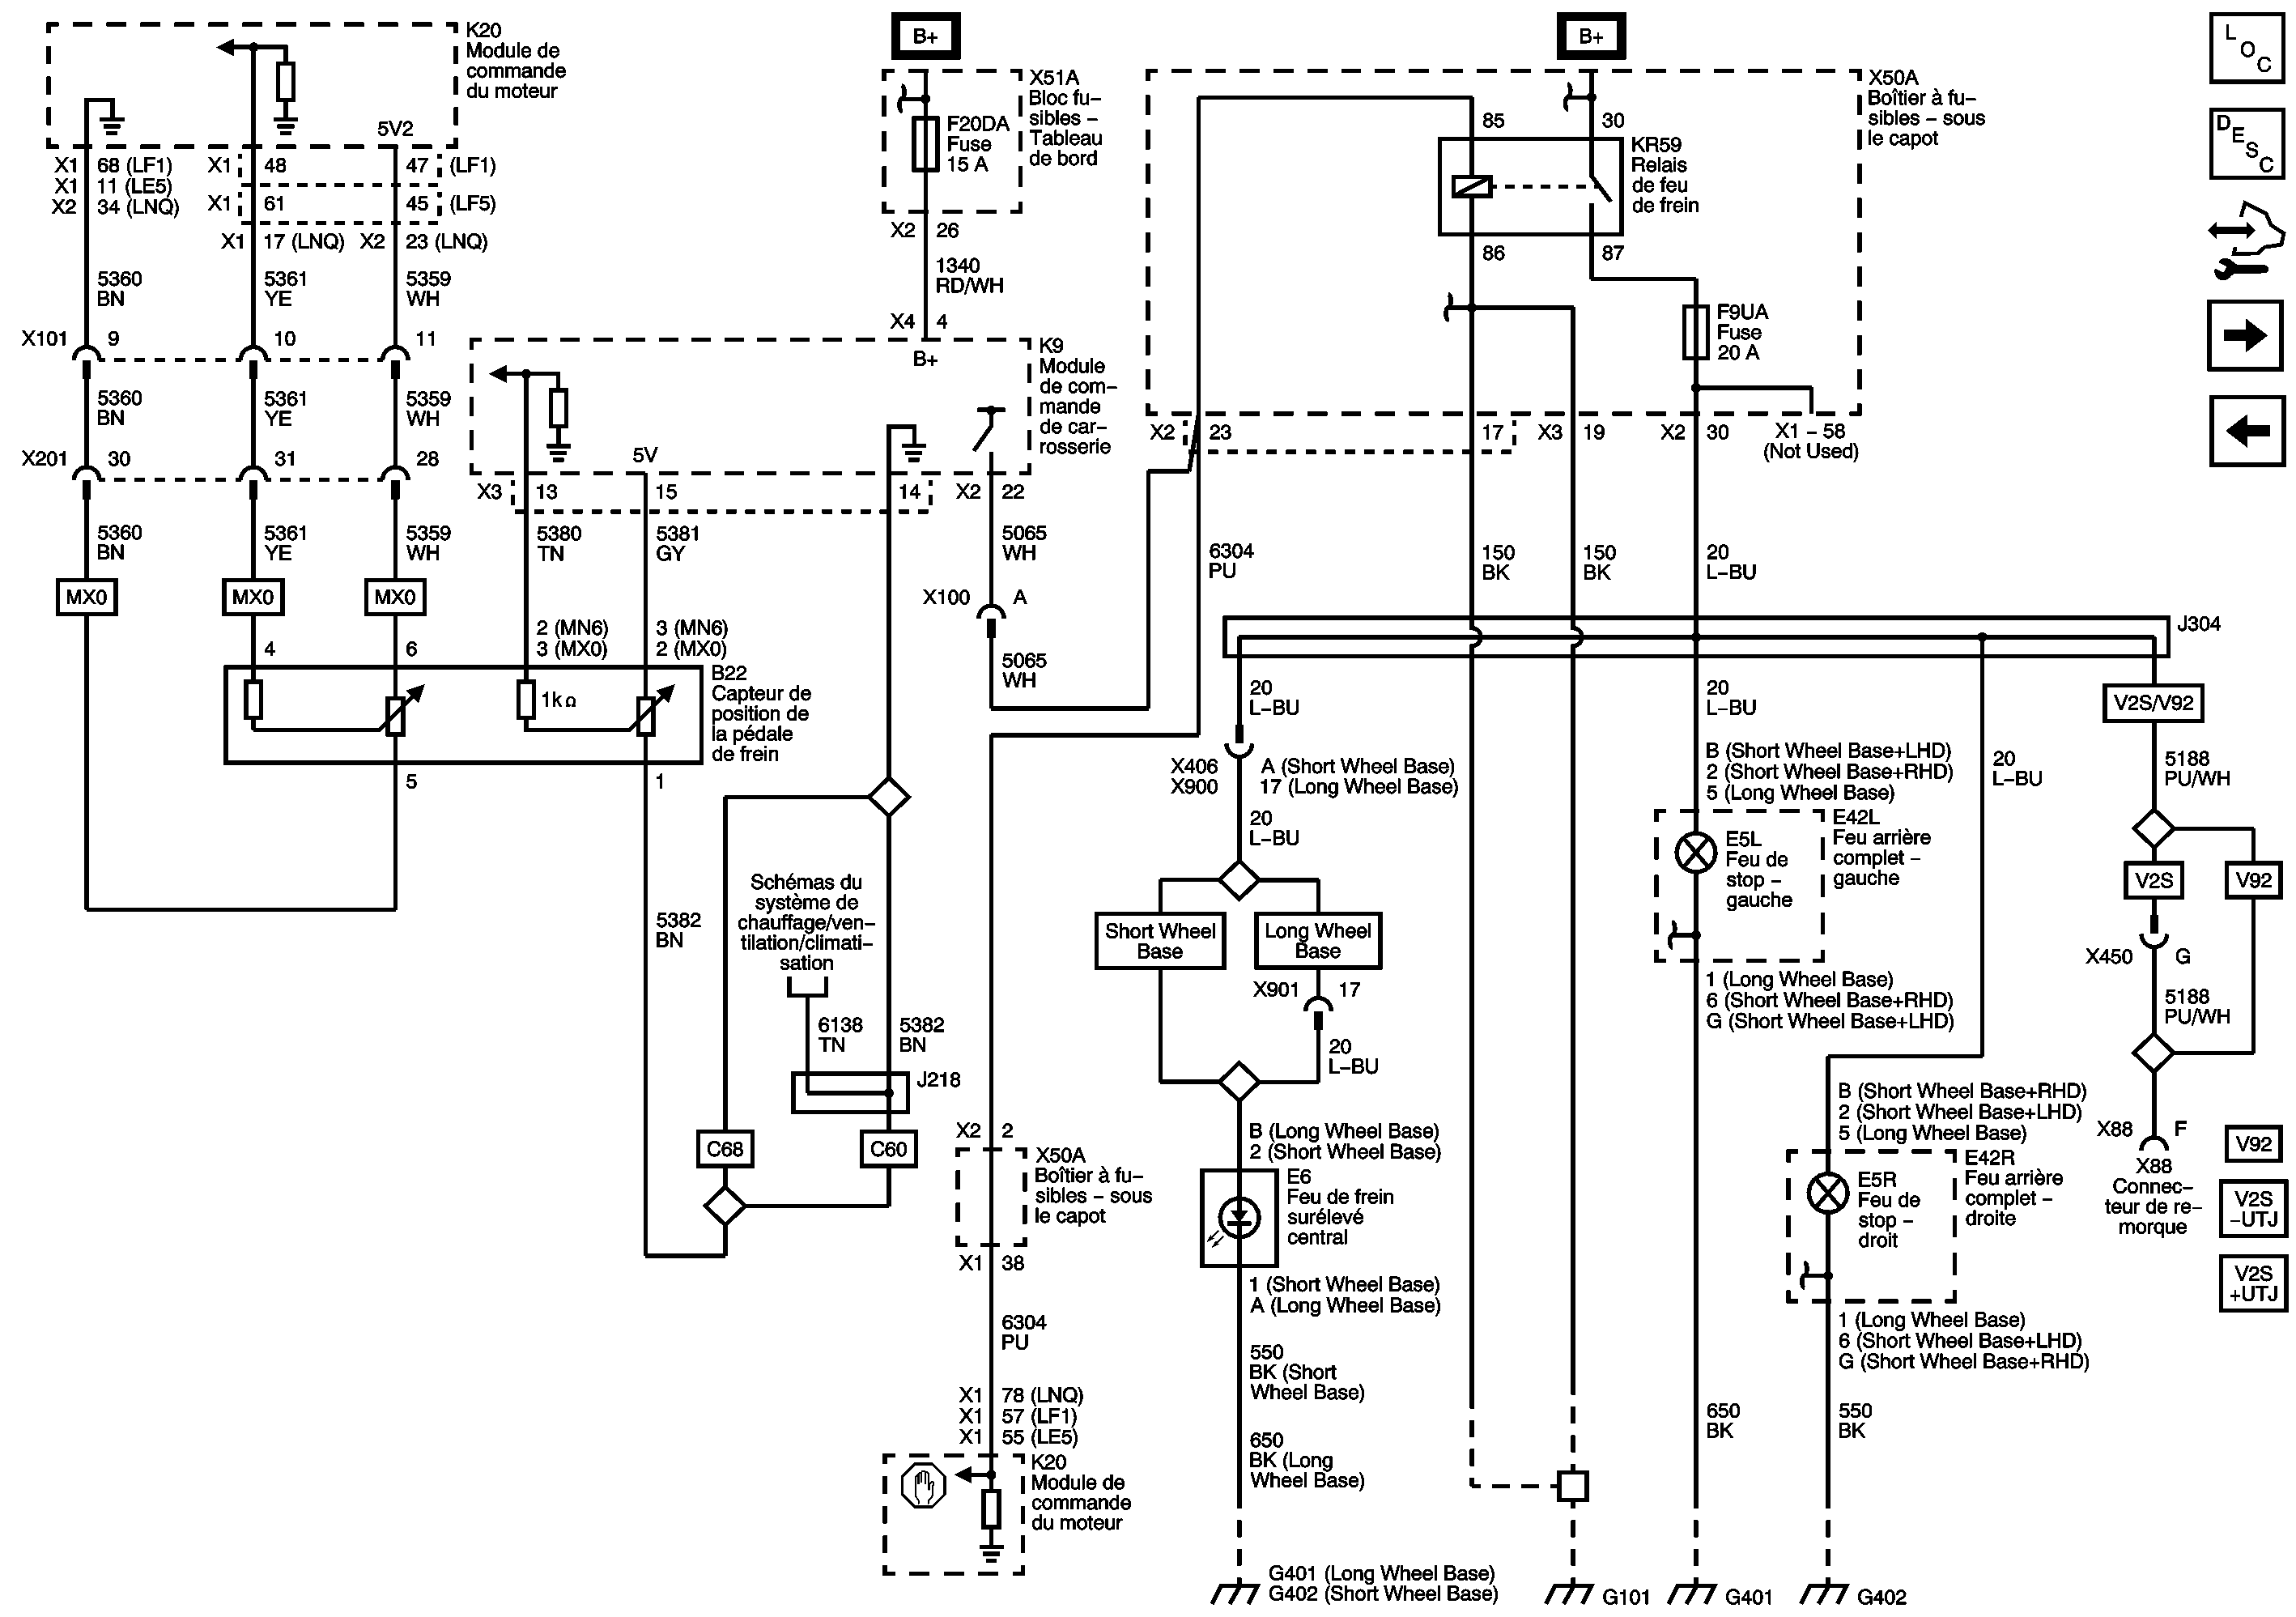 K20
Module de
commande
du moteur
5V2
X1 68 (LF1)
X1 11 (LE5)
X2 34 (LNQ)
X1 48
47 (LF1)
X1 61
45 (LF5)
X1 17 (LNQ)
X2 23 (LNQ)
5360
BN
5361
YE
5359
WH
X101 9
10
11
5360
BN
5361
YE
5359
WH
X201 30
31
28
5360
BN
5361
YE
5359
WH
MX0
MX0
MX0
4
6
2 (MN6)
3 (MX0)
3 (MN6)
2 (MX0)
1kΩ
B22
Capteur de
position de
la pédale
de frein
5
1
B+
X51A
Bloc fu-
sibles -
Tableau
de bord
F20DA
Fuse
15 A
X2 26
1340
RD/WH
X4 4
B+
K9
Module
de com-
mande
de car-
rosserie
5V
X3 13
15
14
X2 22
5380
TN
5381
GY
5065
WH
X100 A
5065
WH
5382
BN
Schémas du
système de
chauffage/ven-
tilation/climati-
sation
6138
TN
5382
BN
J218
C68
C60
X2 2
X50A
Boîtier à fu-
sibles - sous
le capot
X1 38
6304
PU
X1 78 (LNQ)
X1 57 (LF1)
X1 55 (LE5)
K20
Module de
commande
du moteur
B+
X50A
Boîtier à fu-
sibles - sous
le capot
85
30
KR59
Relais
de feu
de frein
86
87
F9UA
Fuse
20 A
X2 23
17
X3 19
X2 30
X1 - 58
(Not Used)
6304
PU
150
BK
150
BK
20
L-BU
J304
20
L-BU
X406
X900
A (Short Wheel Base)
17 (Long Wheel Base)
20
L-BU
Short Wheel
Base
Long Wheel
Base
X901 17
20
L-BU
B (Long Wheel Base)
2 (Short Wheel Base)
E6
Feu de frein
surélevé
central
1 (Short Wheel Base)
A (Long Wheel Base)
550
BK (Short
Wheel Base)
650
BK (Long
Wheel Base)
G401 (Long Wheel Base)
G402 (Short Wheel Base)
G101
20
L-BU
B (Short Wheel Base+LHD)
2 (Short Wheel Base+RHD)
5 (Long Wheel Base)
E42L
Feu arrière
complet -
gauche
E5L
Feu de
stop -
gauche
1 (Long Wheel Base)
6 (Short Wheel Base+RHD)
G (Short Wheel Base+LHD)
650
BK
G401
20
L-BU
B (Short Wheel Base+RHD)
2 (Short Wheel Base+LHD)
5 (Long Wheel Base)
E42R
Feu arrière
complet -
droite
E5R
Feu de
stop -
droit
1 (Long Wheel Base)
6 (Short Wheel Base+LHD)
G (Short Wheel Base+RHD)
550
BK
G402
V2S/V92
5188
PU/WH
V2S
V92
X450 G
5188
PU/WH
X88 F
X88
Connec-
teur de re-
morque
LOC
DESC
V92
V2S
-UTJ
V2S
+UTJ